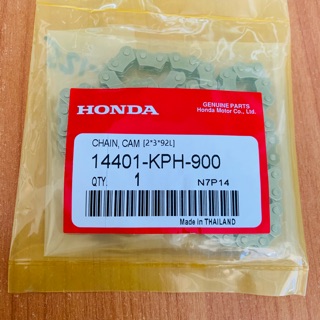 HONDA
GENUINE PARTS
Honda Motor Co., Ltd.
CHAIN, CAM [2*3*92L]
14401-KPH-900
QTY. 1 N7P14
Made in THAILAND